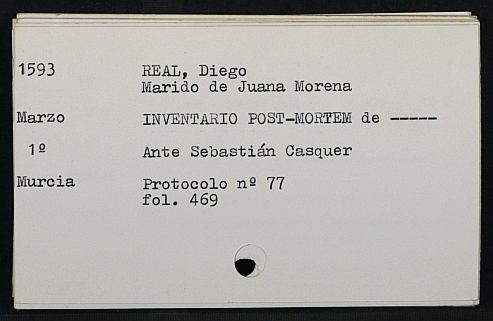 1593 REAL, Diego
Marido de Juana Morena
Marzo INVENTARIO POST-MORTEM de -----
1º Ante Sebastián Casquer
Murcia Protocolo nº 77
fol. 469